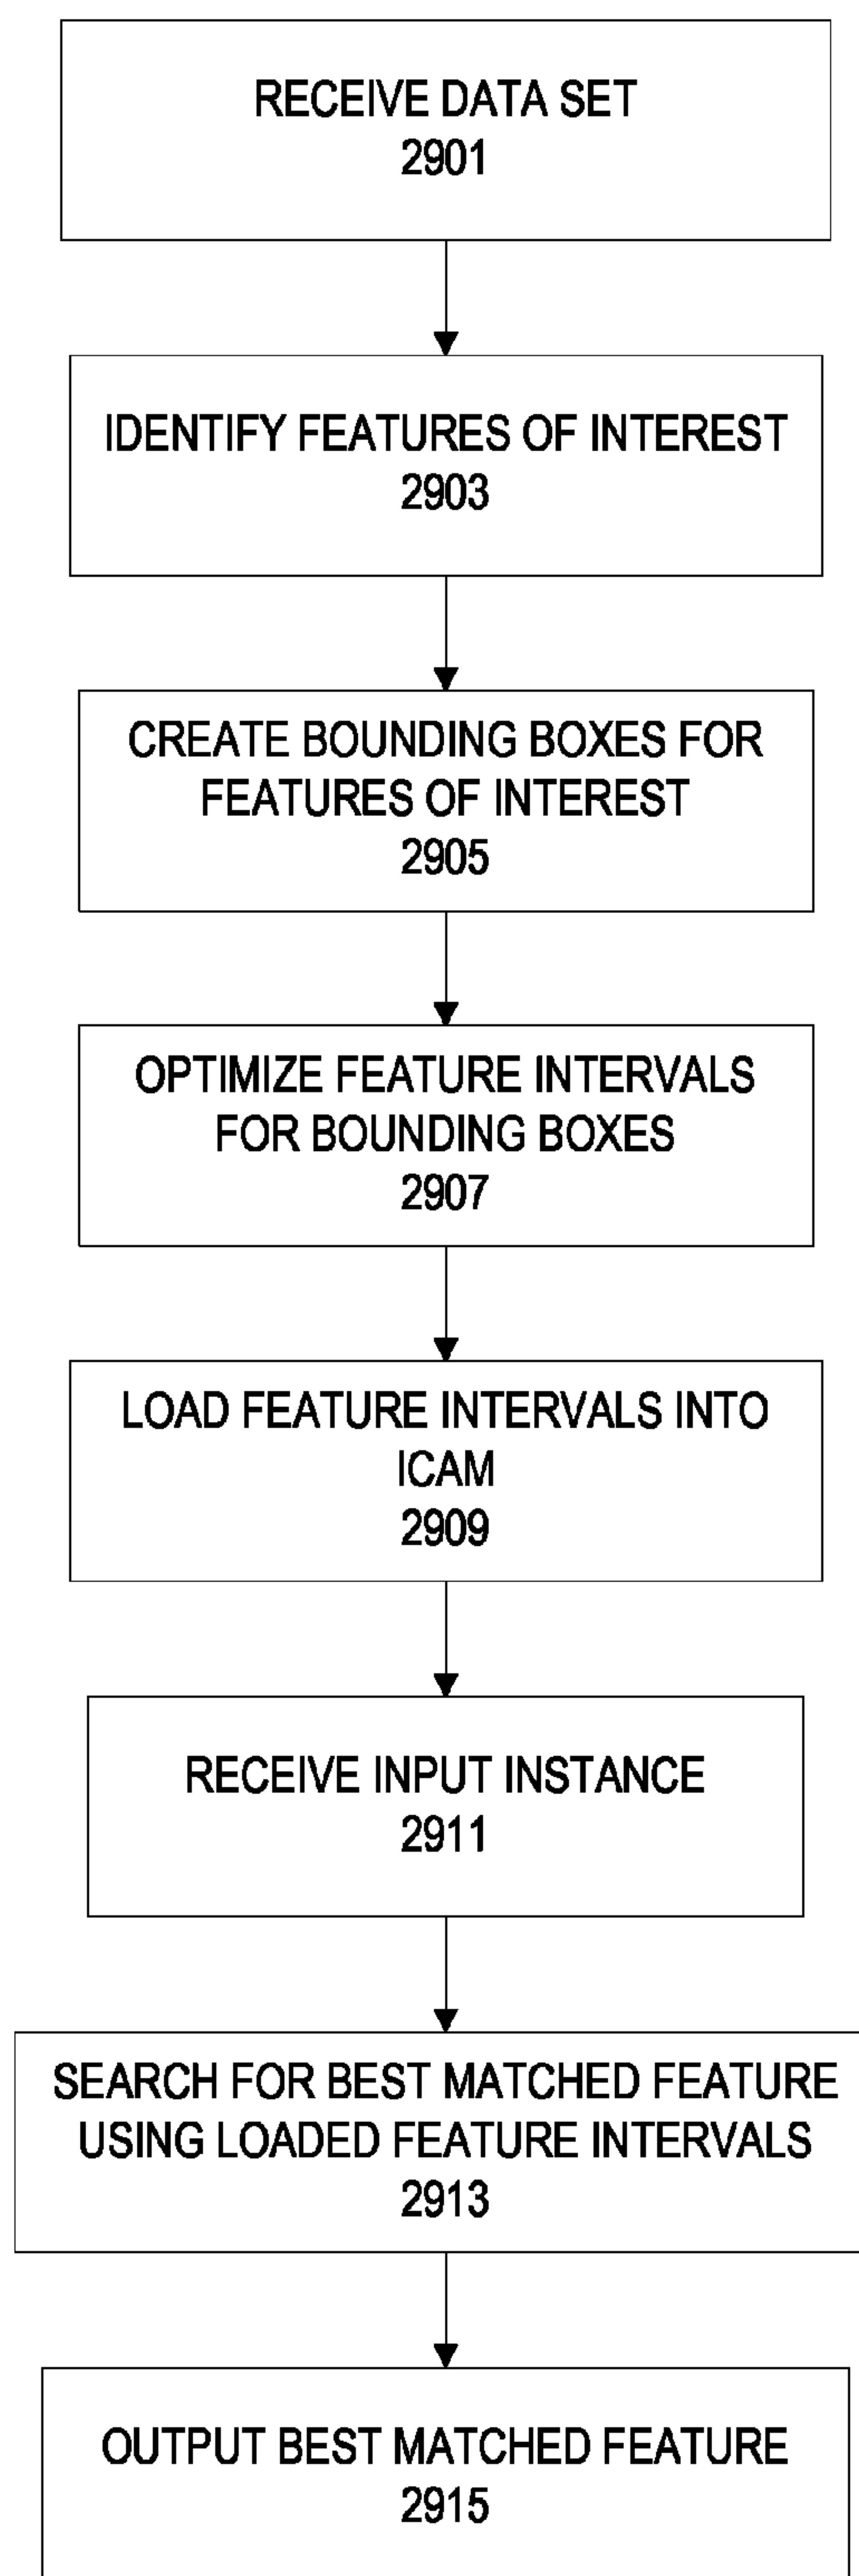 RECEIVE DATA SET
2901
IDENTIFY FEATURES OF INTEREST
2903
CREATE BOUNDING BOXES FOR
FEATURES OF INTEREST
2905
OPTIMIZE FEATURE INTERVALS
FOR BOUNDING BOXES
2907
LOAD FEATURE INTERVALS INTO
ICAM
2909
RECEIVE INPUT INSTANCE
2911
SEARCH FOR BEST MATCHED FEATURE
USING LOADED FEATURE INTERVALS
2913
OUTPUT BEST MATCHED FEATURE
2915